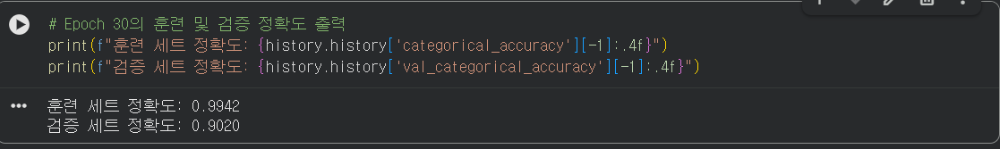 # Epoch 30의 훈련 및 검증 정확도 출력
print(f"훈련 세트 정확도: {history.history['categorical_accuracy'][-1]:.4f}")
print(f"검증 세트 정확도: {history.history['val_categorical_accuracy'][-1]:.4f}")
훈련 세트 정확도: 0.9942
검증 세트 정확도: 0.9020